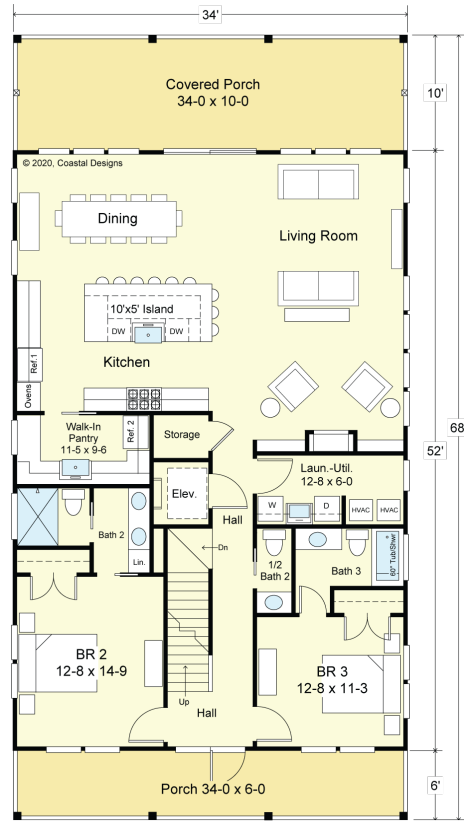 34'
Covered Porch
34-0 x 10-0
10'
© 2020, Coastal Designs
Dining
Living Room
10'x5' Island
DW
DW
Kitchen
Ref.1
Ovens
68'
52'
Walk-In
Pantry
11-5 x 9-6
Ref. 2
Storage
Laun.-Util.
12-8 x 6-0
Elev.
W
D
HVAC
HVAC
Hall
Bath 2
Lin.
Dn
1/2
Bath 2
Bath 3
60" Tub/Shwr
BR 2
12-8 x 14-9
BR 3
12-8 x 11-3
Up
Hall
Porch 34-0 x 6-0
6'